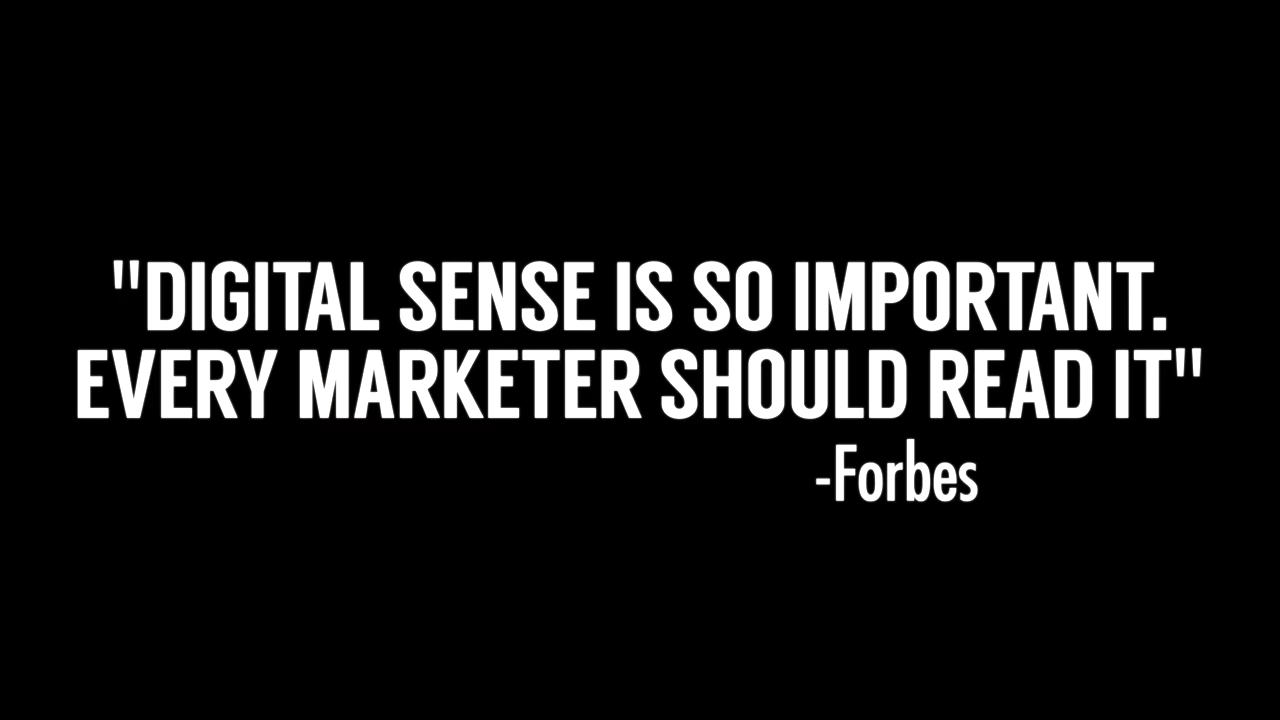 "DIGITAL SENSE IS SO IMPORTANT.
EVERY MARKETER SHOULD READ IT"
-Forbes